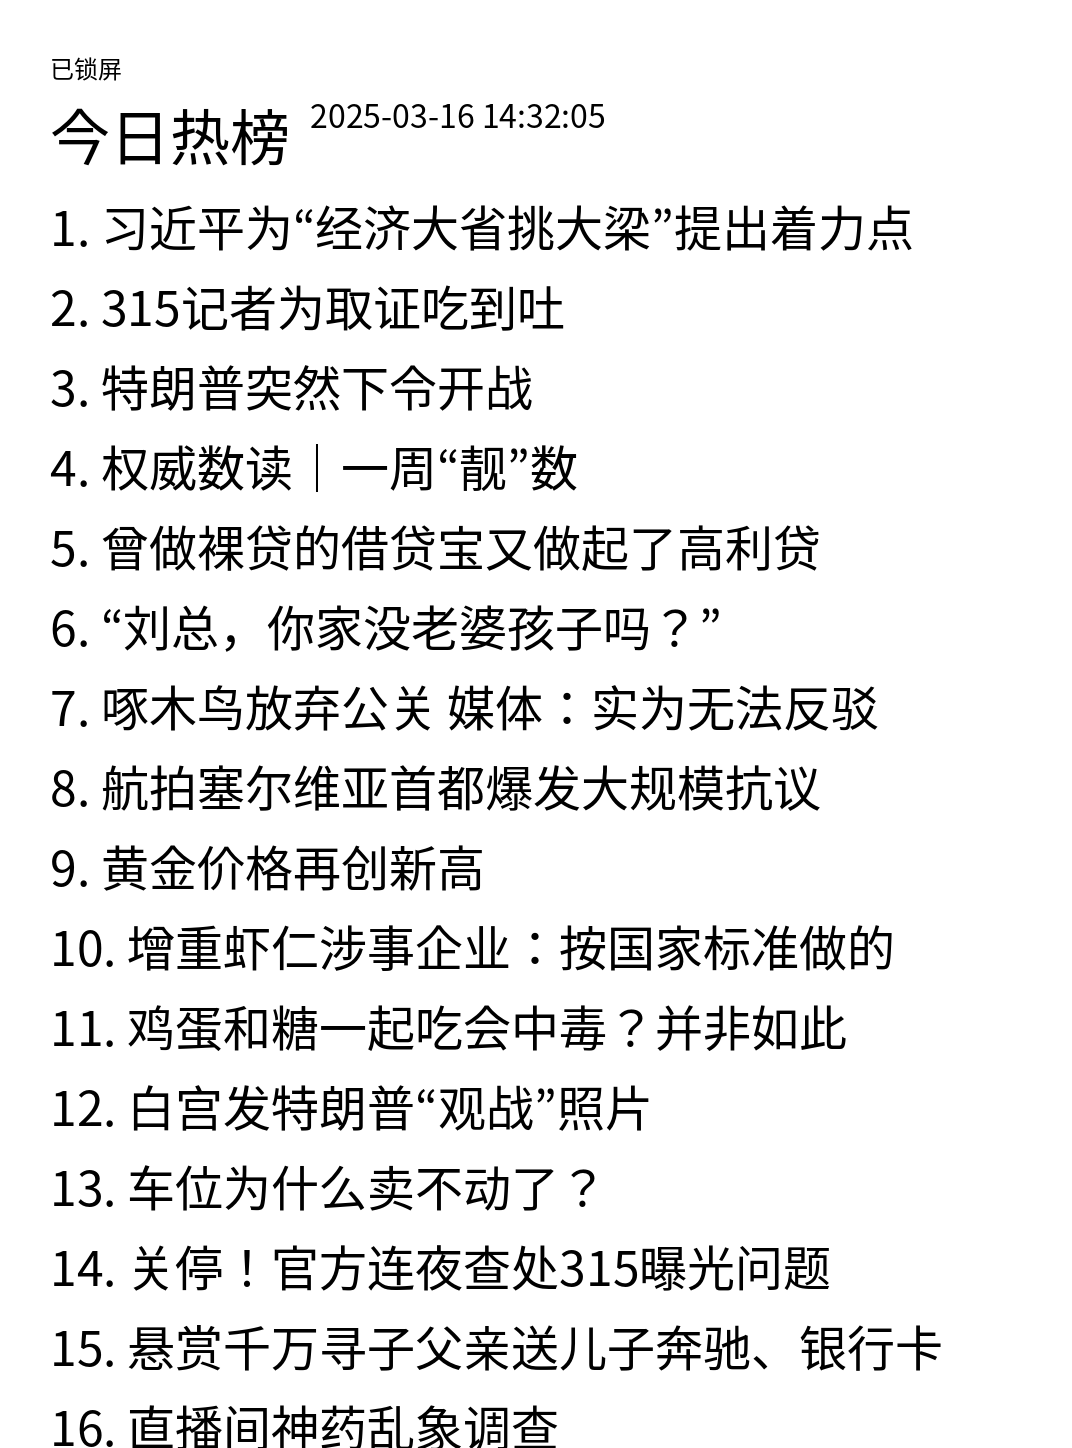 已锁屏
今日热榜 2025-03-16 14:32:05
1. 习近平为“经济大省挑大梁”提出着力点
2. 315记者为取证吃到吐
3. 特朗普突然下令开战
4. 权威数读｜一周“靓”数
5. 曾做裸贷的借贷宝又做起了高利贷
6. “刘总，你家没老婆孩子吗？”
7. 啄木鸟放弃公关 媒体：实为无法反驳
8. 航拍塞尔维亚首都爆发大规模抗议
9. 黄金价格再创新高
10. 增重虾仁涉事企业：按国家标准做的
11. 鸡蛋和糖一起吃会中毒？并非如此
12. 白宫发特朗普“观战”照片
13. 车位为什么卖不动了？
14. 关停！官方连夜查处315曝光问题
15. 悬赏千万寻子父亲送儿子奔驰、银行卡
16. 直播间神药乱象调查